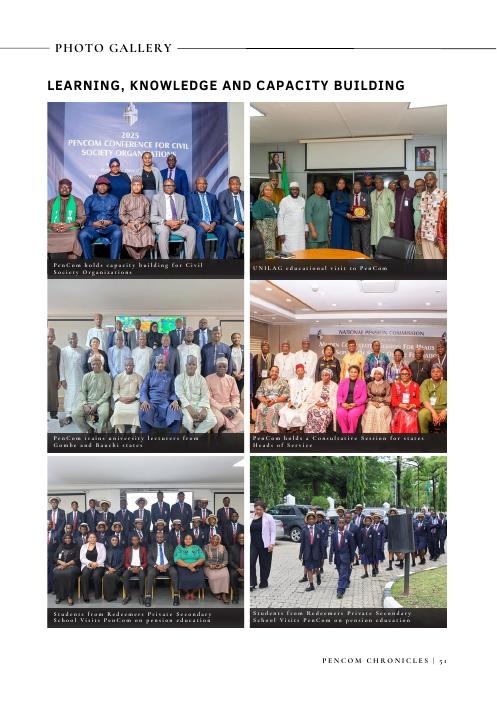 PHOTO GALLERY
LEARNING, KNOWLEDGE AND CAPACITY BUILDING
2025
PENCOM CONFERENCE FOR CIVIL
SOCIETY ORGANIZATIONS
PenCom holds capacity building for Civil
Society Organizations
UNILAG educational visit to PenCom
PenCom trains university lecturers from
Gombe and Bauchi states
NATIONAL PENSION COMMISSION
PenCom holds a Consultative Session for states
Heads of Service
Students from Redeemers Private Secondary
School Visits PenCom on pension education
Students from Redeemers Private Secondary
School Visits PenCom on pension education
PENCOM CHRONICLES | 51